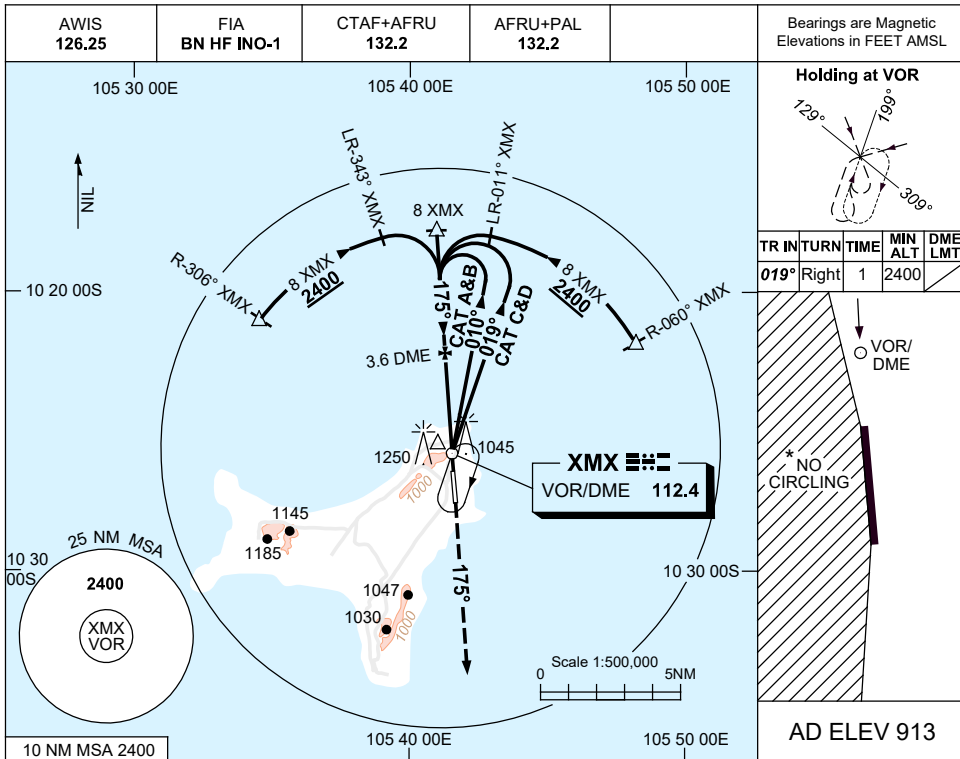 AWIS
126.25
FIA
BN HF INO-1
CTAF+AFRU
132.2
AFRU+PAL
132.2
Bearings are Magnetic
Elevations in FEET AMSL
105 30 00E
105 40 00E
105 50 00E
NIL
LR-343° XMX
8 XMX
LR-011° XMX
R-306° XMX
8 XMX
2400
8 XMX
2400
R-060° XMX
10 20 00S
175°
CAT A&B
010°
019°
CAT C&D
3.6 DME
1250
1045
1000
XMX
VOR/DME 112.4
1145
1185
1047
1030
1000
175°
25 NM MSA
2400
XMX
VOR
10 30
00S
10 30 00S
Scale 1:500,000
0
5NM
10 NM MSA 2400
105 40 00E
105 50 00E
Holding at VOR
129°
199°
309°
TR IN
TURN
TIME
MIN
ALT
DME
LMT
019°
Right
1
2400
VOR/
DME
* NO
CIRCLING
AD ELEV 913